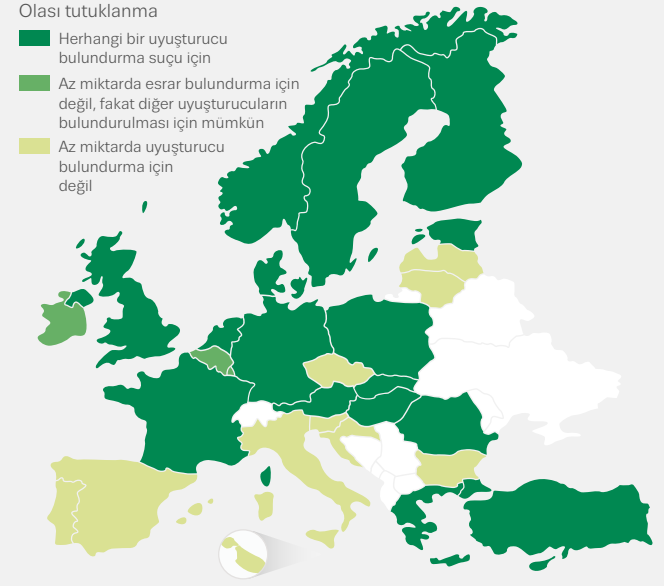 Olası tutuklanma
Herhangi bir uyuşturucu
bulundurma suçu için
Az miktarda esrar bulundurma için
değil, fakat diğer uyuşturucuların
bulundurulması için mümkün
Az miktarda uyuşturucu
bulundurma için
değil